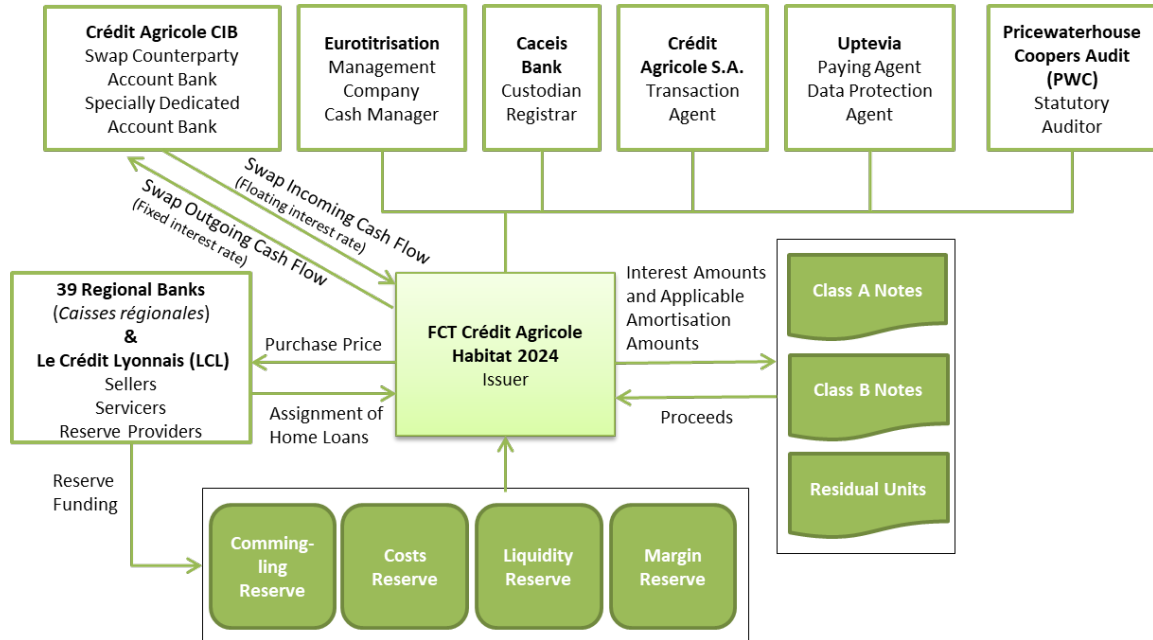 Crédit Agricole CIB
Swap Counterparty
Account Bank
Specially Dedicated
Account Bank
Eurotitrisation
Management
Company
Cash Manager
Caceis
Bank
Custodian
Registrar
Crédit
Agricole S.A.
Transaction
Agent
Uptevia
Paying Agent
Data Protection
Agent
Pricewaterhouse
Coopers Audit
(PWC)
Statutory
Auditor
Swap Incoming Cash Flow
(Floating interest rate)
Swap Outgoing Cash Flow
(Fixed interest rate)
39 Regional Banks
(Caisses régionales)
&
Le Crédit Lyonnais (LCL)
Sellers
Servicers
Reserve Providers
Purchase Price
Assignment of
Home Loans
FCT Crédit Agricole
Habitat 2024
Issuer
Interest Amounts
and Applicable
Amortisation
Amounts
Proceeds
Class A Notes
Class B Notes
Residual Units
Reserve
Funding
Comming-
ling
Reserve
Costs
Reserve
Liquidity
Reserve
Margin
Reserve